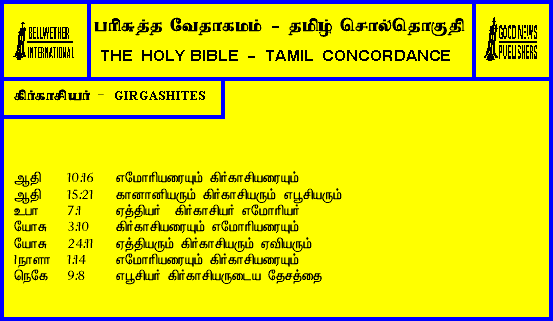 BELLWETHER
INTERNATIONAL
பரிசுத்த வேதாகமம் - தமிழ் சொல்தொகுதி
THE HOLY BIBLE - TAMIL CONCORDANCE
GOOD NEWS
PUBLISHERS
கிர்காசியர் - GIRGASHITES
ஆதி 10:16 எமோரியரையும் கிர்காசியரையும்
ஆதி 15:21 கானானியரும் கிர்காசியரும் எபூசியரும்
உபா 7:1 ஏத்தியர் கிர்காசியர் எமோரியர்
யோசு 3:10 கிர்காசியரையும் எமோரியரையும்
யோசு 24:11 ஏத்தியரும் கிர்காசியரும் ஏவியரும்
1நாளா 1:14 எமோரியரையும் கிர்காசியரையும்
நெகே 9:8 எபூசியர் கிர்காசியருடைய தேசத்தை